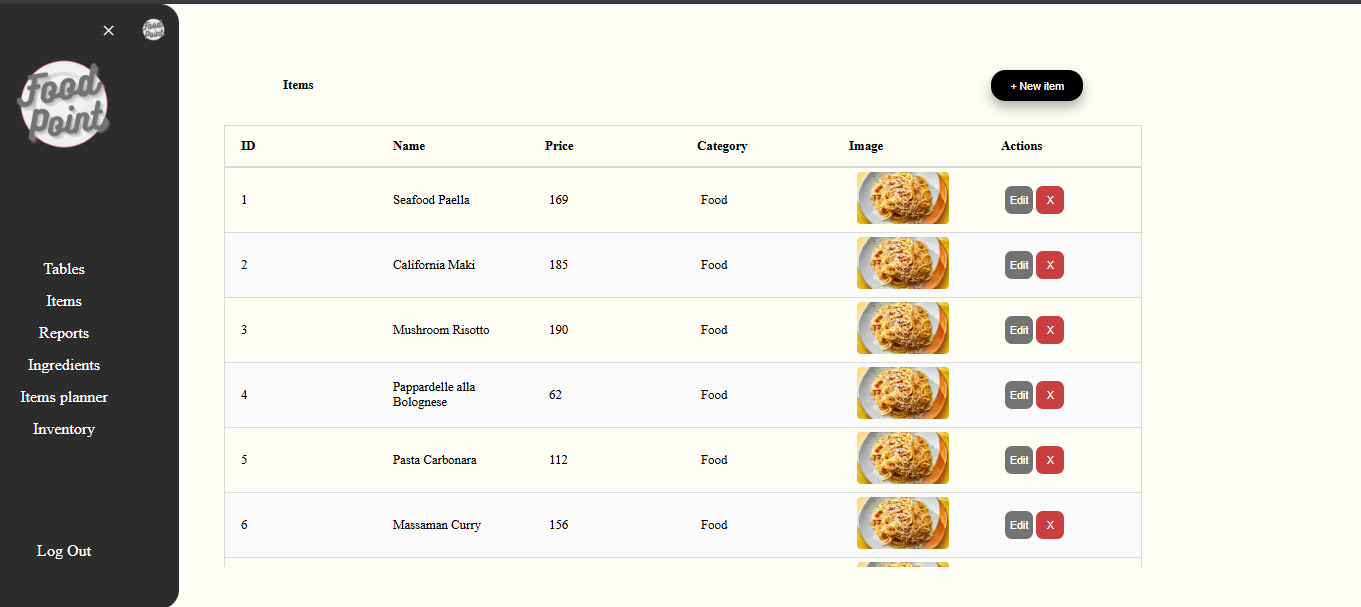 ×
Food
Point
Food
Point
Tables
Items
Reports
Ingredients
Items planner
Inventory
Log Out
Items
+ New item
ID Name Price Category Image Actions
1 Seafood Paella 169 Food Edit X
2 California Maki 185 Food Edit X
3 Mushroom Risotto 190 Food Edit X
4 Pappardelle alla
Bolognese 62 Food Edit X
5 Pasta Carbonara 112 Food Edit X
6 Massaman Curry 156 Food Edit X